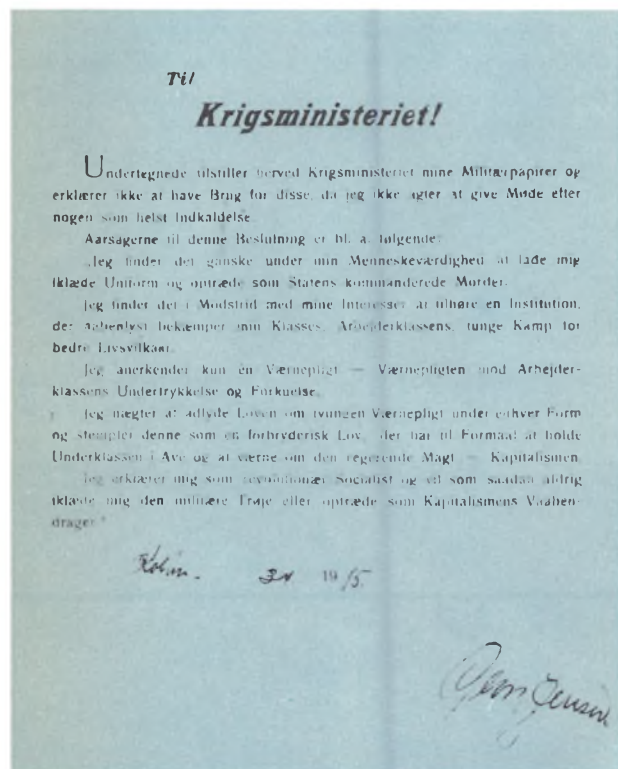 Til
Krigsministeriet!
Undertegnede tilstiller herved Krigsministeriet mine Militærpapirer og
erklærer ikke at have Brug for disse, da jeg ikke agter at give Møde efter
nogen som helst Indkaldelse.
Aarsagerne til denne Beslutning er bl. a. følgende:
„Jeg finder det ganske under min Menneskeværdighed at lade mig
iklæde Uniform og optræde som Statens kommanderede Morder.
Jeg finder det i Modstrid med mine Interesser at tilhøre en Institution,
der aabenlyst bekæmper min Klasses, Arbejderklassens, tunge Kamp for
bedre Livsvilkaar.
Jeg anerkender kun én Værnepligt — Værnepligten mod Arbejder-
klassens Undertrykkelse og Forkuelse.
Jeg nægter at adlyde Loven om tvungen Værnepligt under enhver Form
og stempler denne som en forbryderisk Lov, der har til Formaal at holde
Underklassen i Ave og at værne om den regerende Magt — Kapitalismen.
Jeg erklærer mig som revolutionær Socialist og vil som saadan aldrig
iklæde mig den militære Trøje eller optræde som Kapitalismens Vaaben-
drager."
19 15.
Jensen